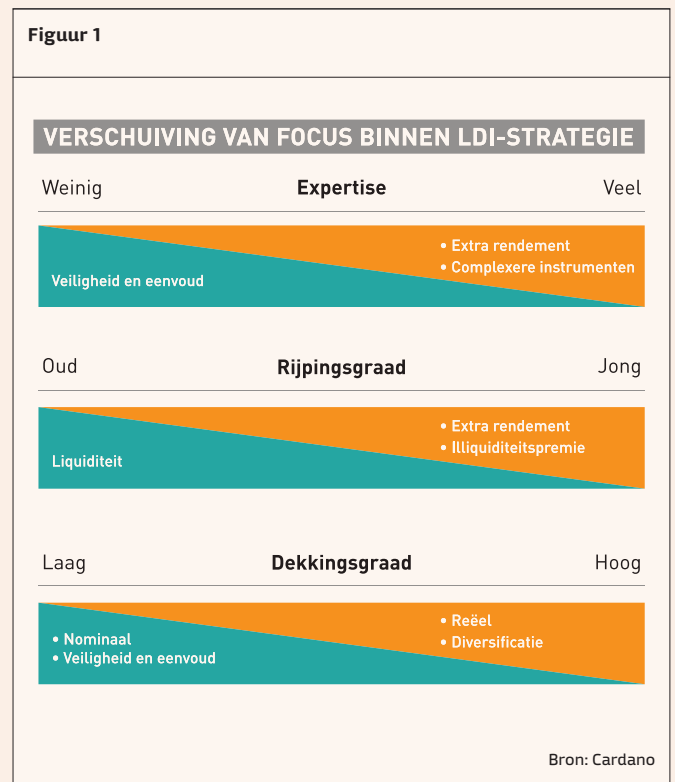 Figuur 1
VERSCHUIVING VAN FOCUS BINNEN LDI-STRATEGIE
Weinig Expertise Veel
• Extra rendement
• Complexere instrumenten
Veiligheid en eenvoud
Oud Rijpingsgraad Jong
• Extra rendement
• Illiquiditeitspremie
Liquiditeit
Laag Dekkingsgraad Hoog
• Reëel
• Diversificatie
• Nominaal
• Veiligheid en eenvoud
Bron: Cardano